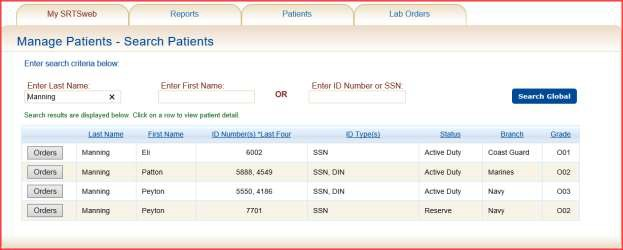 My SRTSweb Reports Patients Lab Orders
Manage Patients - Search Patients
Enter search criteria below:
Enter Last Name: Enter First Name: OR Enter ID Number or SSN:
Manning × Search Global
Search results are displayed below. Click on a row to view patient detail.
Last Name First Name ID Number(s) *Last Four ID Type(s) Status Branch Grade
Orders Manning Eli 6002 SSN Active Duty Coast Guard O01
Orders Manning Patton 5888, 4549 SSN, DIN Active Duty Marines O02
Orders Manning Peyton 5550, 4186 SSN, DIN Active Duty Navy O03
Orders Manning Peyton 7701 SSN Reserve Navy O02